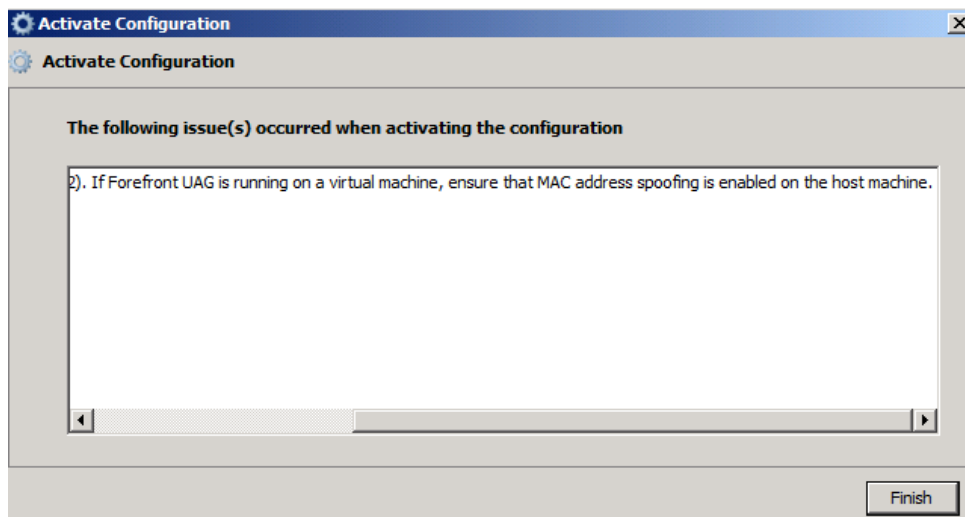 Activate Configuration
Activate Configuration
The following issue(s) occurred when activating the configuration
2). If Forefront UAG is running on a virtual machine, ensure that MAC address spoofing is enabled on the host machine.
Finish